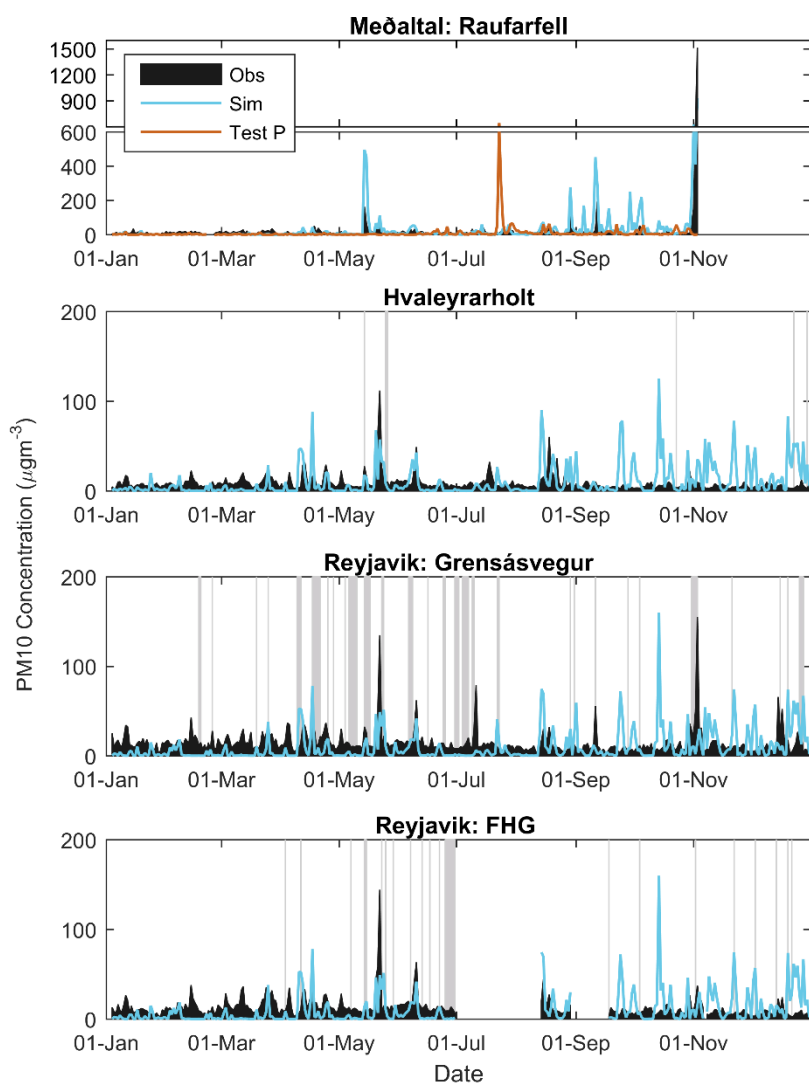 Meðaltal: Raufarfell
1500
1200
900
Obs
Sim
Test P
600
400
200
0
01-Jan 01-Mar 01-May 01-Jul 01-Sep 01-Nov
Hvaleyrarholt
200
100
0
01-Jan 01-Mar 01-May 01-Jul 01-Sep 01-Nov
PM10 Concentration (μgm⁻³)
Reyjavik: Grensásvegur
200
100
0
01-Jan 01-Mar 01-May 01-Jul 01-Sep 01-Nov
Reyjavik: FHG
200
100
0
01-Jan 01-Mar 01-May 01-Jul 01-Sep 01-Nov
Date